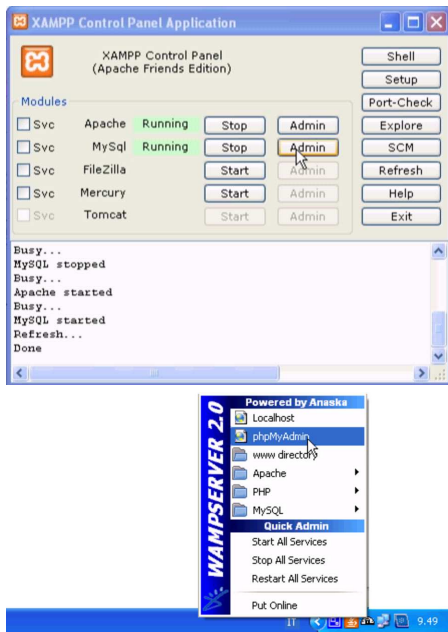 XAMPP Control Panel Application
XAMPP Control Panel
(Apache Friends Edition)
Shell
Setup
Modules
Port-Check
Svc Apache Running Stop Admin Explore
Svc MySql Running Stop Admin SCM
Svc FileZilla Start Admin Refresh
Svc Mercury Start Admin Help
Svc Tomcat Start Admin Exit
Busy...
MySQL stopped
Busy...
Apache started
Busy...
MySQL started
Refresh...
Done
WAMPSERVER 2.0
Powered by Anaska
Localhost
phpMyAdmin
www directory
Apache
PHP
MySQL
Quick Admin
Start All Services
Stop All Services
Restart All Services
Put Online
IT 9.49